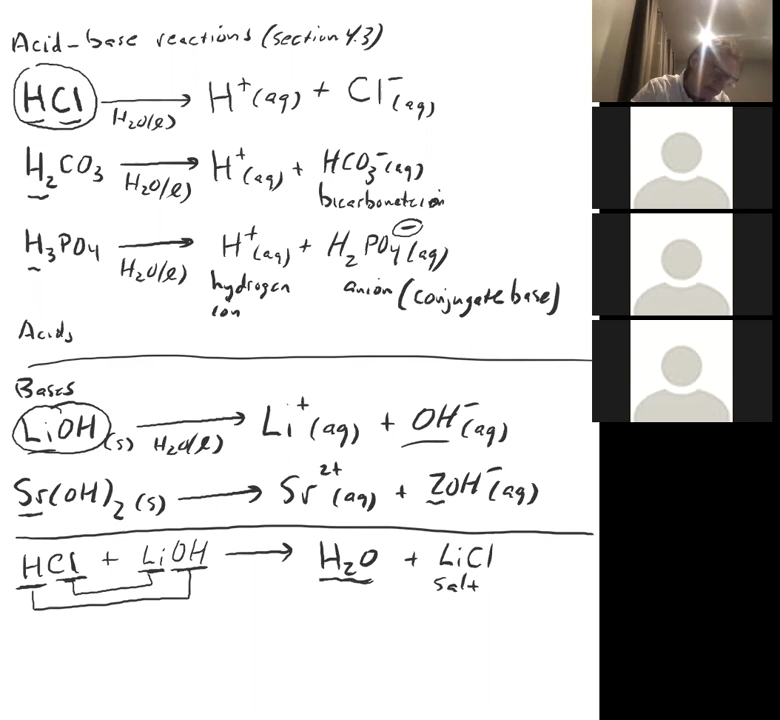 Acid-base reactions (section 4.3)
HCl → H⁺(aq) + Cl⁻(aq)
H₂O(l)
H₂CO₃ → H⁺(aq) + HCO₃⁻(aq)
H₂O(l)
bicarbonate ion
H₃PO₄ → H⁺(aq) + H₂PO₄⁻(aq)
H₂O(l)
hydrogen anion (conjugate base)
ion
Acids
Bases
LiOH(s) → Li⁺(aq) + OH⁻(aq)
H₂O(l)
Sr(OH)₂(s) → Sr²⁺(aq) + 2OH⁻(aq)
HCl + LiOH → H₂O + LiCl
salt